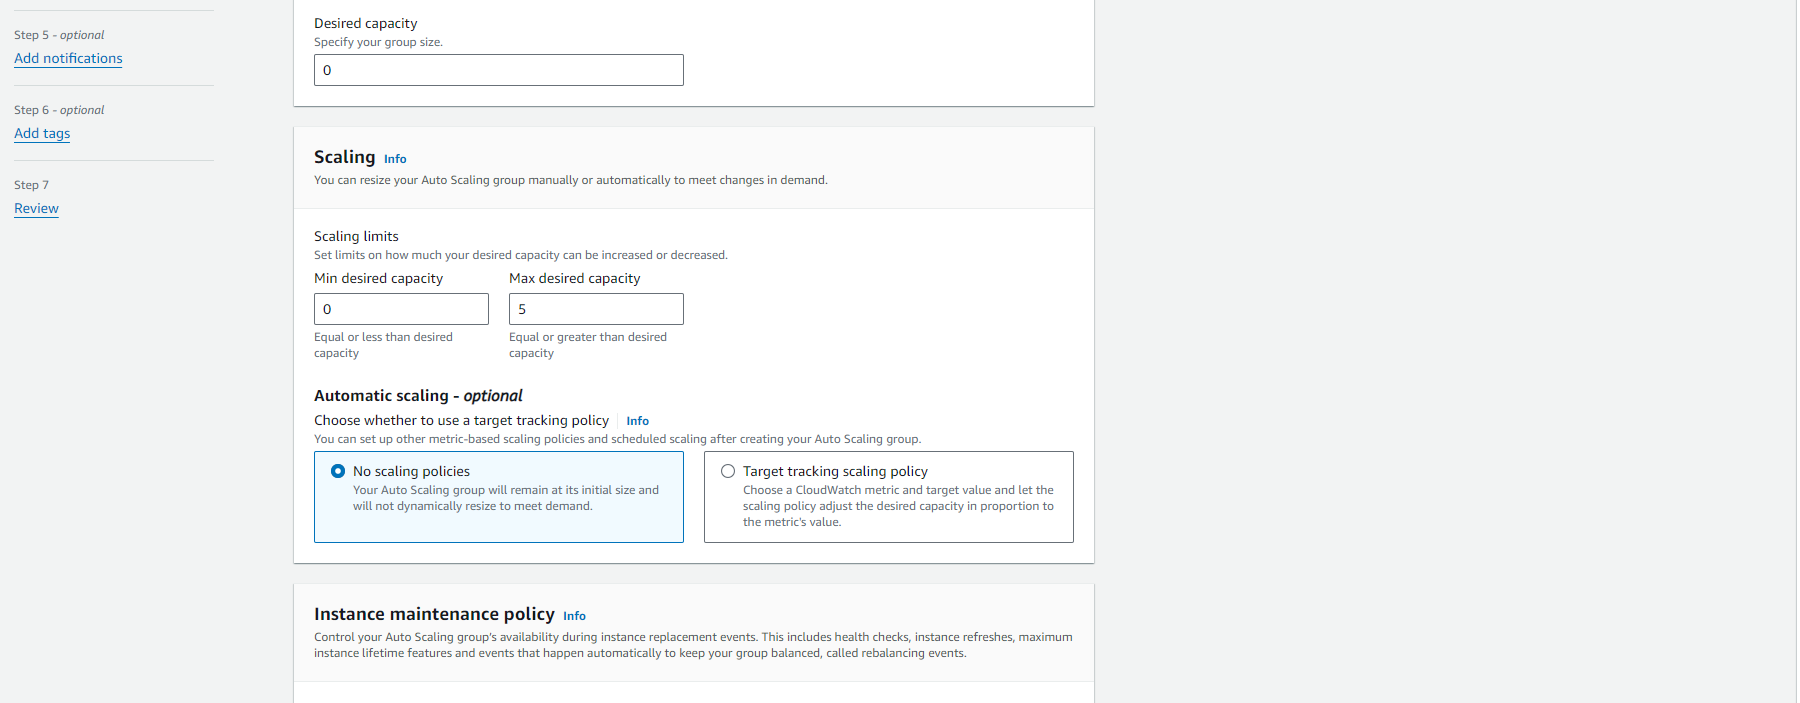 Step 5 - optional
Add notifications
Step 6 - optional
Add tags
Step 7
Review
Desired capacity
Specify your group size.
0
Scaling Info
You can resize your Auto Scaling group manually or automatically to meet changes in demand.
Scaling limits
Set limits on how much your desired capacity can be increased or decreased.
Min desired capacity
0
Equal or less than desired
capacity
Max desired capacity
5
Equal or greater than desired
capacity
Automatic scaling - optional
Choose whether to use a target tracking policy Info
You can set up other metric-based scaling policies and scheduled scaling after creating your Auto Scaling group.
No scaling policies
Your Auto Scaling group will remain at its initial size and
will not dynamically resize to meet demand.
Target tracking scaling policy
Choose a CloudWatch metric and target value and let the
scaling policy adjust the desired capacity in proportion to
the metric's value.
Instance maintenance policy Info
Control your Auto Scaling group's availability during instance replacement events. This includes health checks, instance refreshes, maximum
instance lifetime features and events that happen automatically to keep your group balanced, called rebalancing events.